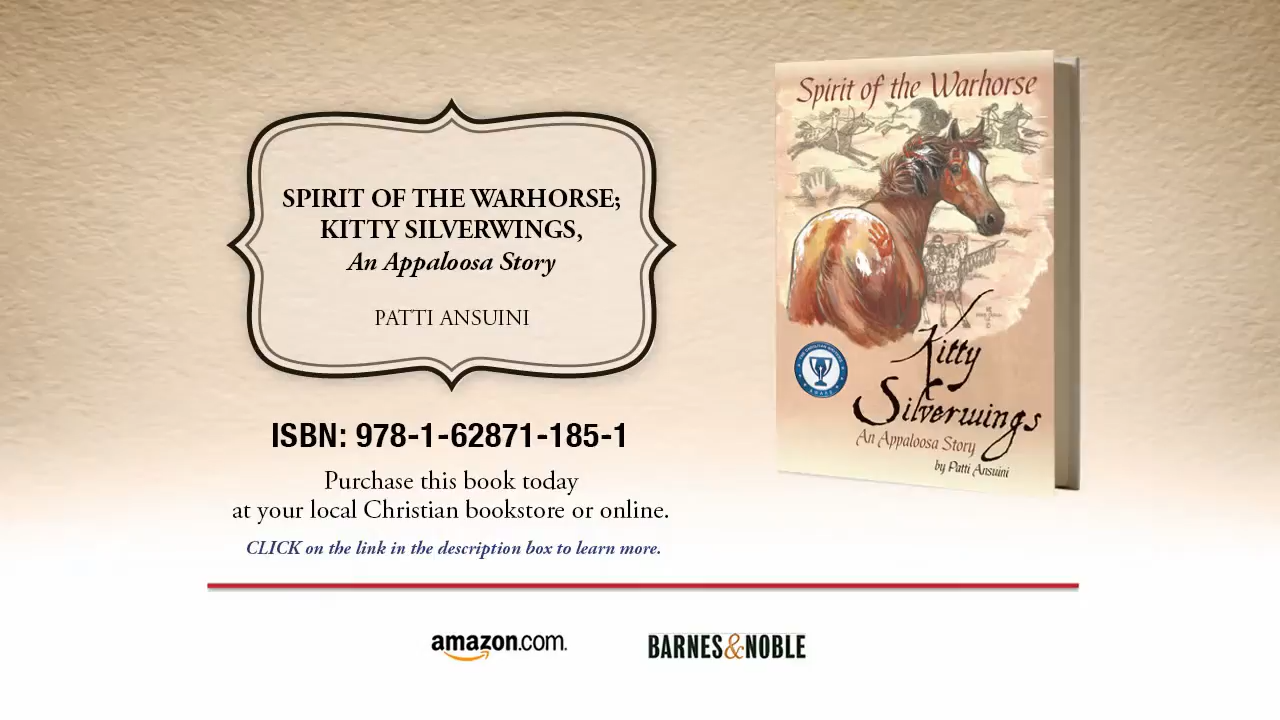 SPIRIT OF THE WARHORSE;
KITTY SILVERWINGS,
An Appaloosa Story
PATTI ANSUINI
ISBN: 978-1-62871-185-1
Purchase this book today
at your local Christian bookstore or online.
CLICK on the link in the description box to learn more.
Spirit of the Warhorse
Kitty
Silverwings
An Appaloosa Story
by Patti Ansuini
amazon.com.
BARNES&NOBLE